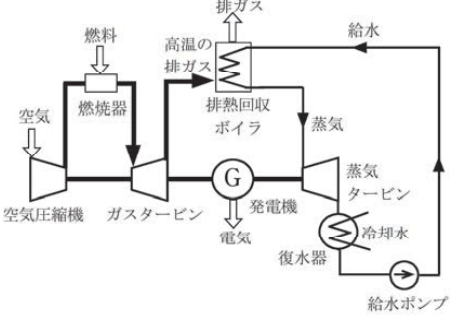 排ガス
燃料
高温の
排ガス
給水
燃焼器
排熱回収
ボイラ
空気
蒸気
G
蒸気
タービン
空気圧縮機
ガスタービン
発電機
電気
冷却水
復水器
給水ポンプ